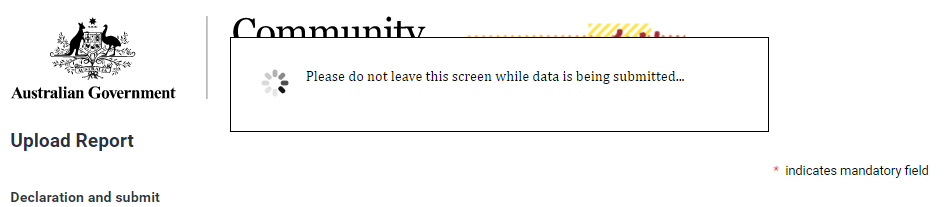 Community
Please do not leave this screen while data is being submitted...
Australian Government
Upload Report
* indicates mandatory field
Declaration and submit